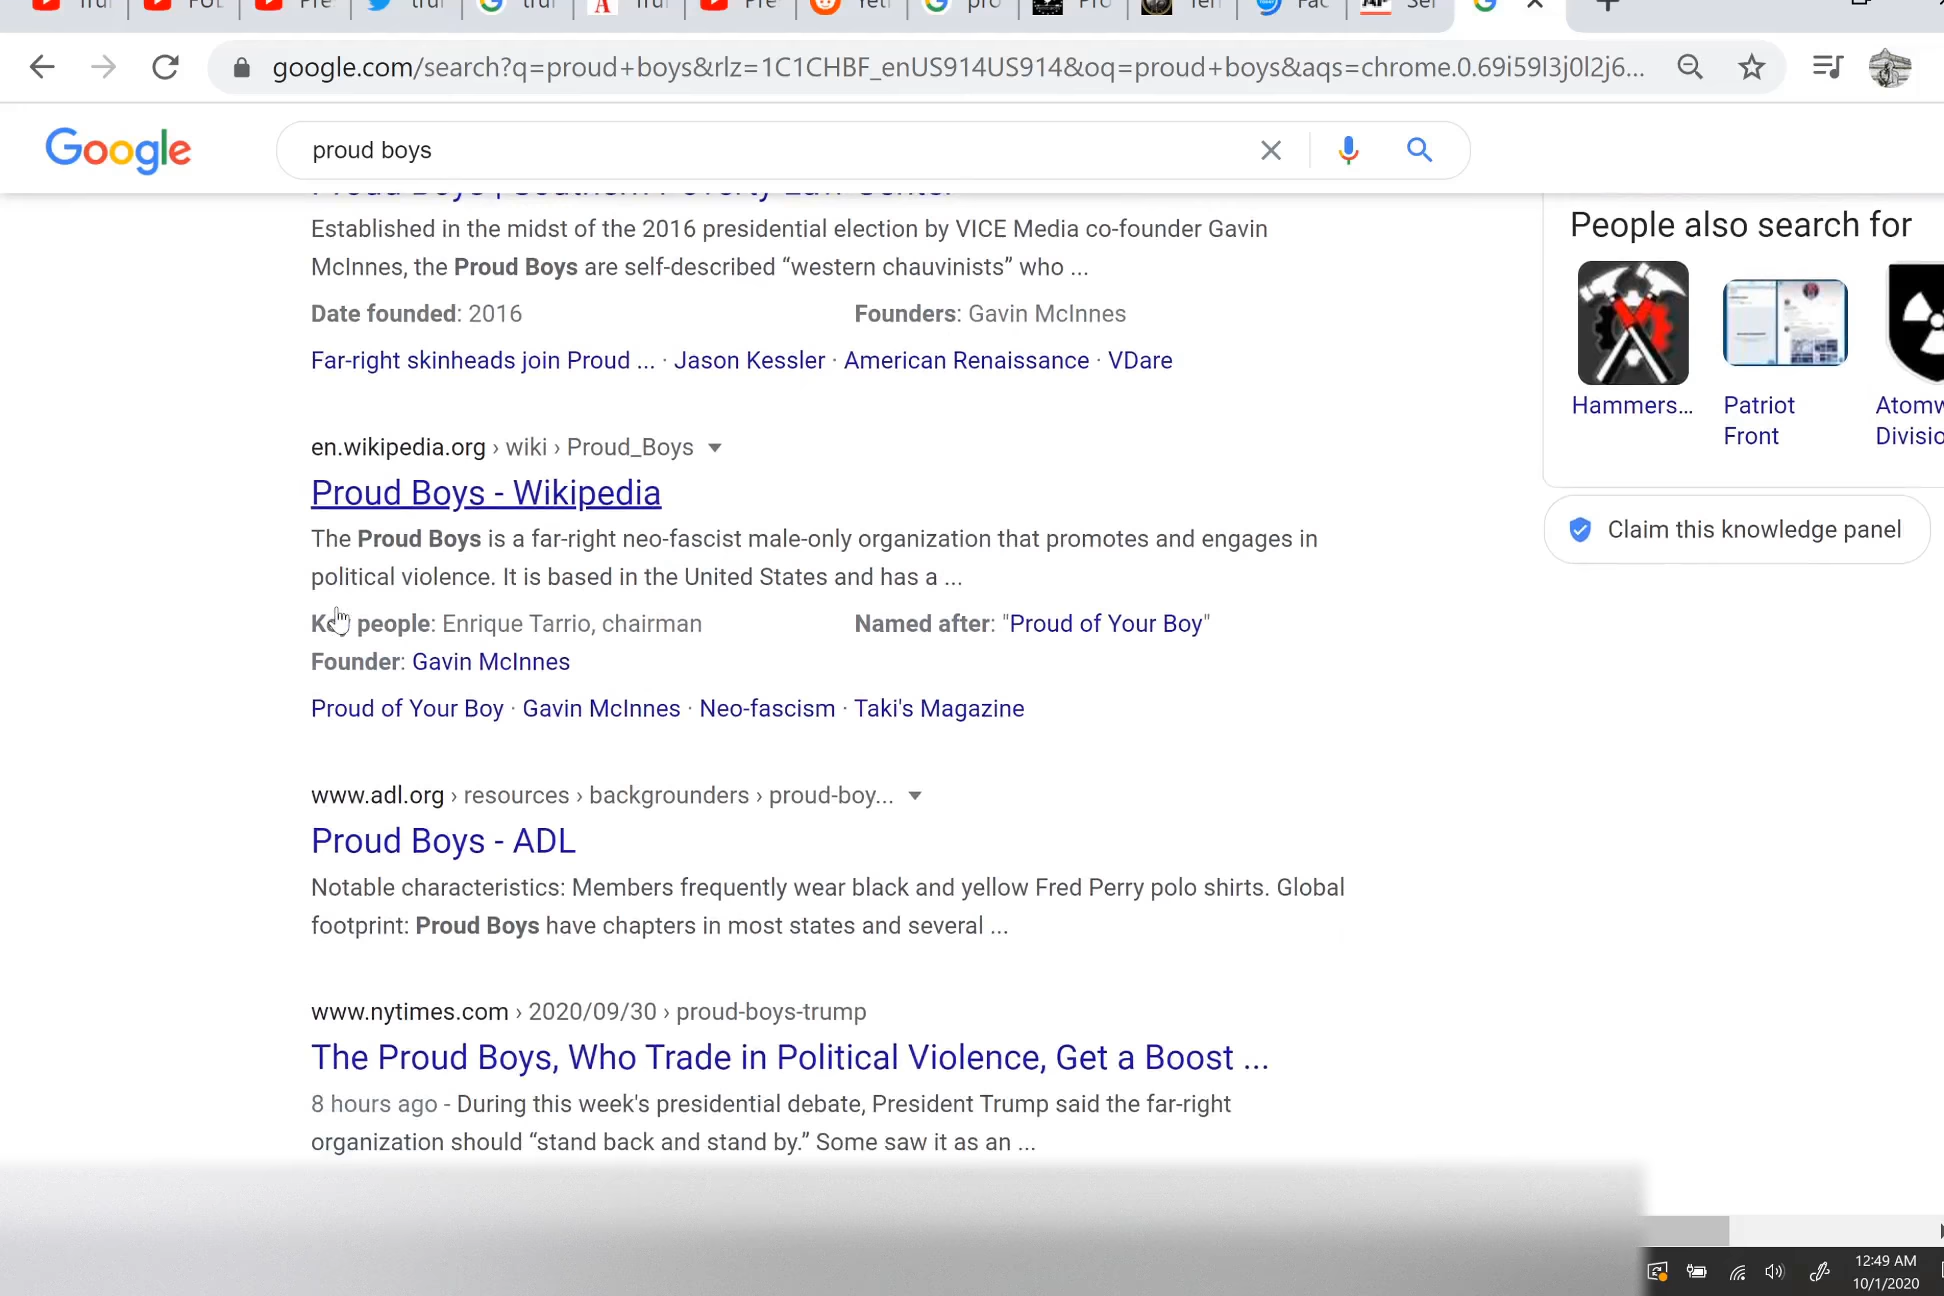 google.com/search?q=proud+boys&rlz=1C1CHBF_enUS914US914&oq=proud+boys&aqs=chrome.0.69i59l3j0l2j6...
Google
proud boys
Proud Boys | Southern Poverty Law Center
Established in the midst of the 2016 presidential election by VICE Media co-founder Gavin
McInnes, the Proud Boys are self-described “western chauvinists” who ...
Date founded: 2016
Founders: Gavin McInnes
Far-right skinheads join Proud ... · Jason Kessler · American Renaissance · VDare
en.wikipedia.org › wiki › Proud_Boys
Proud Boys - Wikipedia
The Proud Boys is a far-right neo-fascist male-only organization that promotes and engages in
political violence. It is based in the United States and has a ...
Key people: Enrique Tarrio, chairman
Named after: "Proud of Your Boy"
Founder: Gavin McInnes
Proud of Your Boy · Gavin McInnes · Neo-fascism · Taki's Magazine
www.adl.org › resources › backgrounders › proud-boy...
Proud Boys - ADL
Notable characteristics: Members frequently wear black and yellow Fred Perry polo shirts. Global
footprint: Proud Boys have chapters in most states and several ...
www.nytimes.com › 2020/09/30 › proud-boys-trump
The Proud Boys, Who Trade in Political Violence, Get a Boost ...
8 hours ago - During this week's presidential debate, President Trump said the far-right
organization should “stand back and stand by.” Some saw it as an ...
People also search for
Hammers...
Patriot
Front
Atomw
Divisio
Claim this knowledge panel
12:49 AM
10/1/2020